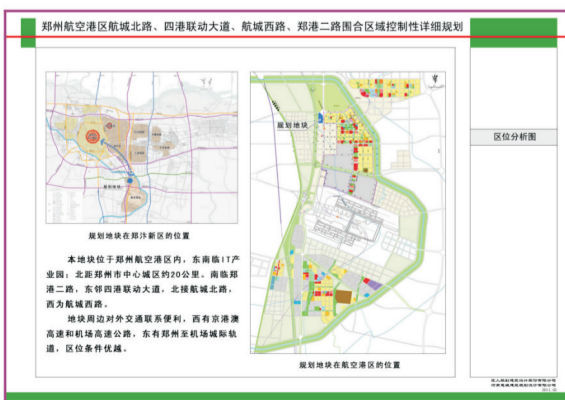 郑州航空港区航城北路、四港联动大道、航城西路、郑港二路围合区域控制性详细规划
区位分析图
规划地块
规划地块
规划地块在郑汴新区的位置
本地块位于郑州航空港区内，东南临IT产
业园；北距郑州市中心城区约20公里。南临郑
港二路，东邻四港联动大道，北接航城北路，
西为航城西路。
地块周边对外交通联系便利，西有京港澳
高速和机场高速公路，东有郑州至机场城际轨
道，区位条件优越。
规划地块在航空港区的位置